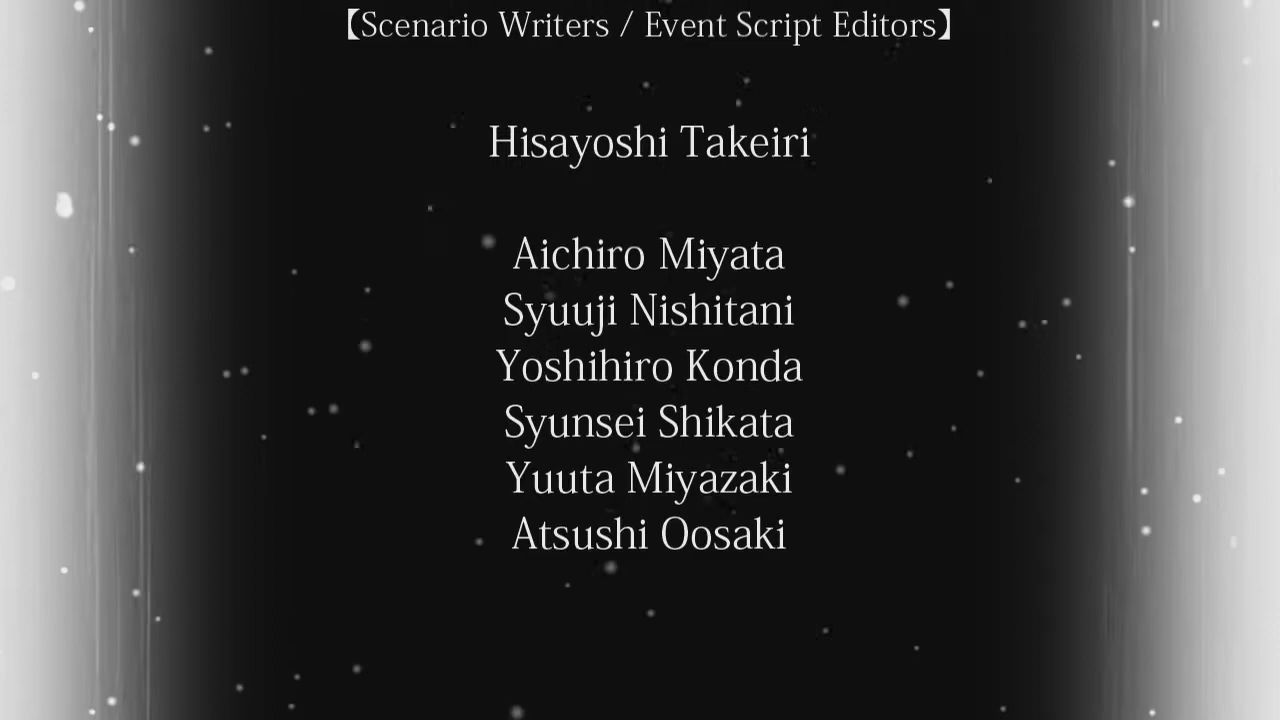 【Scenario Writers / Event Script Editors】
Hisayoshi Takeiri
Aichiro Miyata
Syuuji Nishitani
Yoshihiro Konda
Syunsei Shikata
Yuuta Miyazaki
Atsushi Oosaki